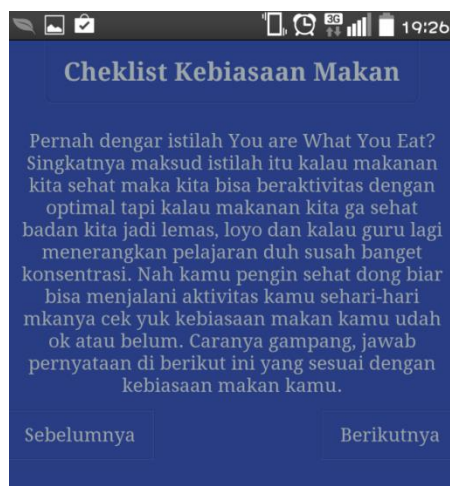 3G 19:26
Cheklist Kebiasaan Makan
Pernah dengar istilah You are What You Eat?
Singkatnya maksud istilah itu kalau makanan
kita sehat maka kita bisa beraktivitas dengan
optimal tapi kalau makanan kita ga sehat
badan kita jadi lemas, loyo dan kalau guru lagi
menerangkan pelajaran duh susah banget
konsentrasi. Nah kamu pengin sehat dong biar
bisa menjalani aktivitas kamu sehari-hari
mkanya cek yuk kebiasaan makan kamu udah
ok atau belum. Caranya gampang, jawab
pernyataan di berikut ini yang sesuai dengan
kebiasaan makan kamu.
Sebelumnya Berikutnya